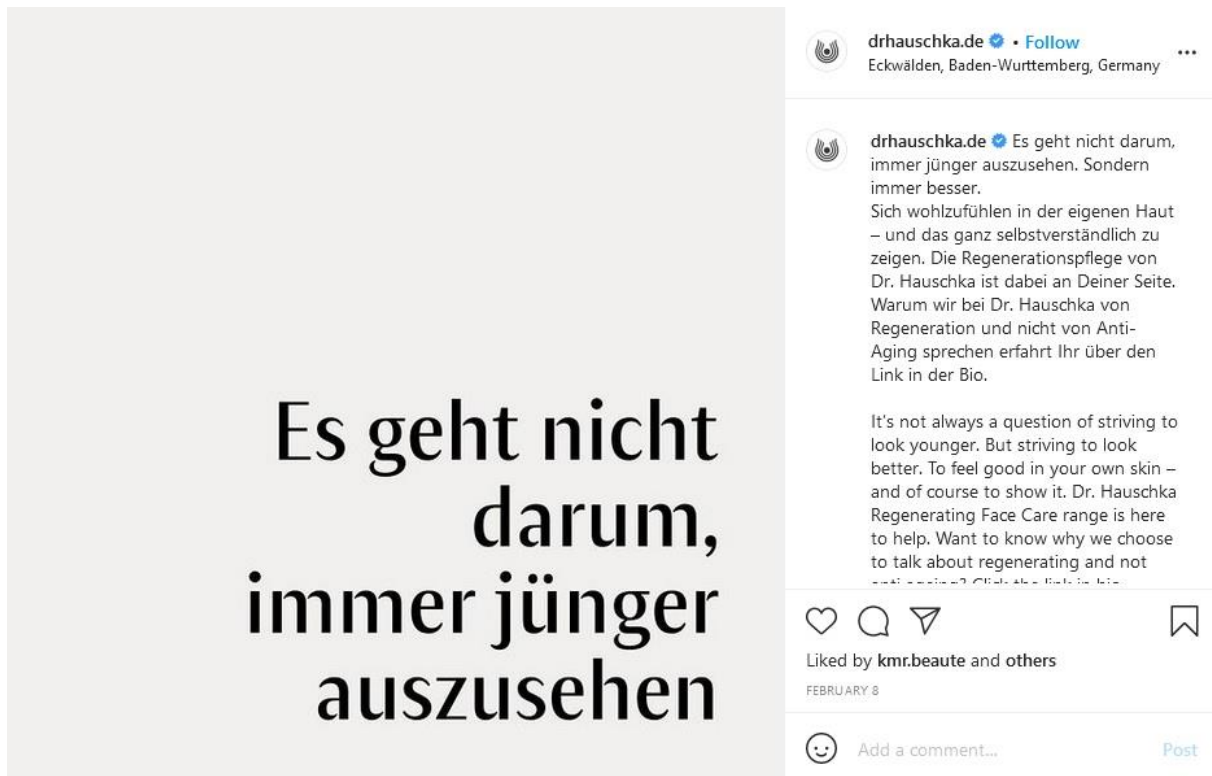 Es geht nicht
darum,
immer jünger
auszusehen
drhauschka.de • Follow
Eckwälden, Baden-Wurttemberg, Germany
drhauschka.de Es geht nicht darum,
immer jünger auszusehen. Sondern
immer besser.
Sich wohlzufühlen in der eigenen Haut
– und das ganz selbstverständlich zu
zeigen. Die Regenerationspflege von
Dr. Hauschka ist dabei an Deiner Seite.
Warum wir bei Dr. Hauschka von
Regeneration und nicht von Anti-
Aging sprechen erfahrt Ihr über den
Link in der Bio.
It's not always a question of striving to
look younger. But striving to look
better. To feel good in your own skin –
and of course to show it. Dr. Hauschka
Regenerating Face Care range is here
to help. Want to know why we choose
to talk about regenerating and not
Liked by kmr.beaute and others
FEBRUARY 8
Add a comment...
Post